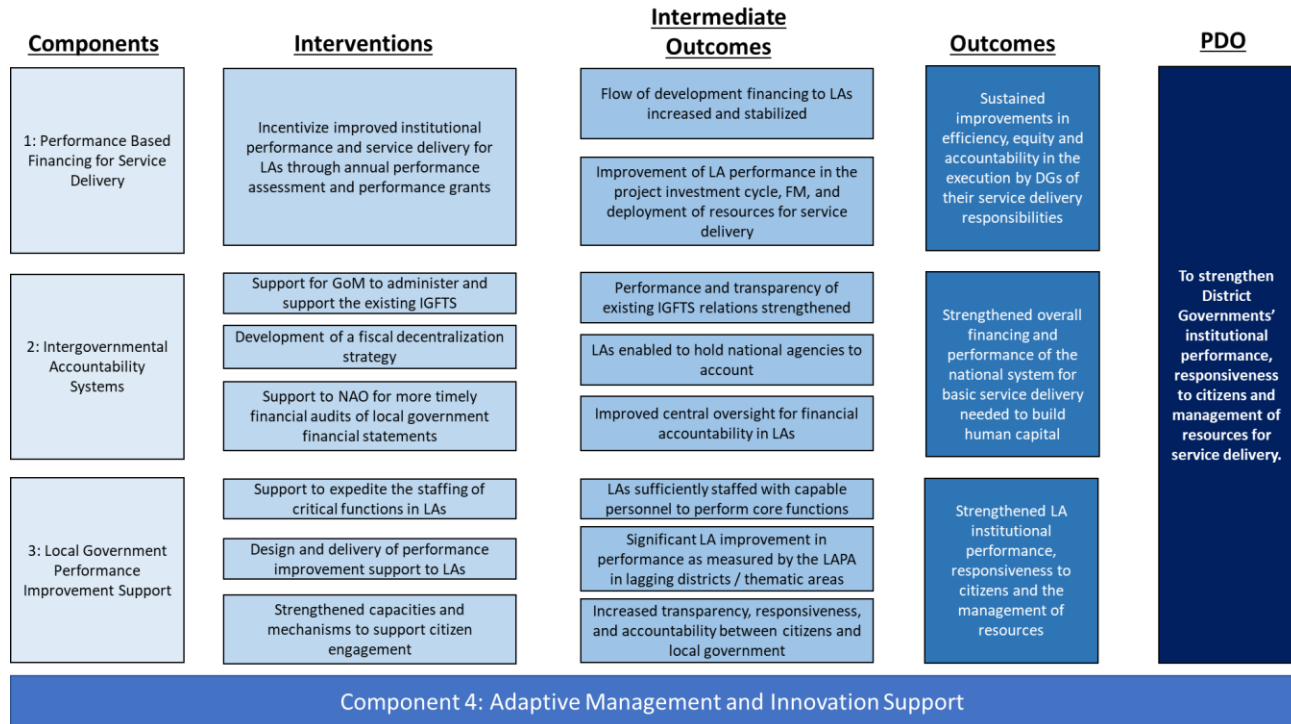 Components
Interventions
Intermediate
Outcomes
Outcomes
PDO
1: Performance Based
Financing for Service
Delivery
Incentivize improved institutional
performance and service delivery for
LAs through annual performance
assessment and performance grants
Flow of development financing to LAs
increased and stabilized
Improvement of LA performance in the
project investment cycle, FM, and
deployment of resources for service
delivery
Sustained
improvements in
efficiency, equity and
accountability in the
execution by DGs of
their service delivery
responsibilities
2: Intergovernmental
Accountability
Systems
Support for GoM to administer and
support the existing IGFTS
Development of a fiscal decentralization
strategy
Support to NAO for more timely
financial audits of local government
financial statements
Performance and transparency of
existing IGFTS relations strengthened
LAs enabled to hold national agencies to
account
Improved central oversight for financial
accountability in LAs
Strengthened overall
financing and
performance of the
national system for
basic service delivery
needed to build
human capital
3: Local Government
Performance
Improvement Support
Support to expedite the staffing of
critical functions in LAs
Design and delivery of performance
improvement support to LAs
Strengthened capacities and
mechanisms to support citizen
engagement
LAs sufficiently staffed with capable
personnel to perform core functions
Significant LA improvement in
performance as measured by the LAPA
in lagging districts / thematic areas
Increased transparency, responsiveness,
and accountability between citizens and
local government
Strengthened LA
institutional
performance,
responsiveness to
citizens and the
management of
resources
To strengthen
District
Governments'
institutional
performance,
responsiveness
to citizens and
management of
resources for
service delivery.
Component 4: Adaptive Management and Innovation Support